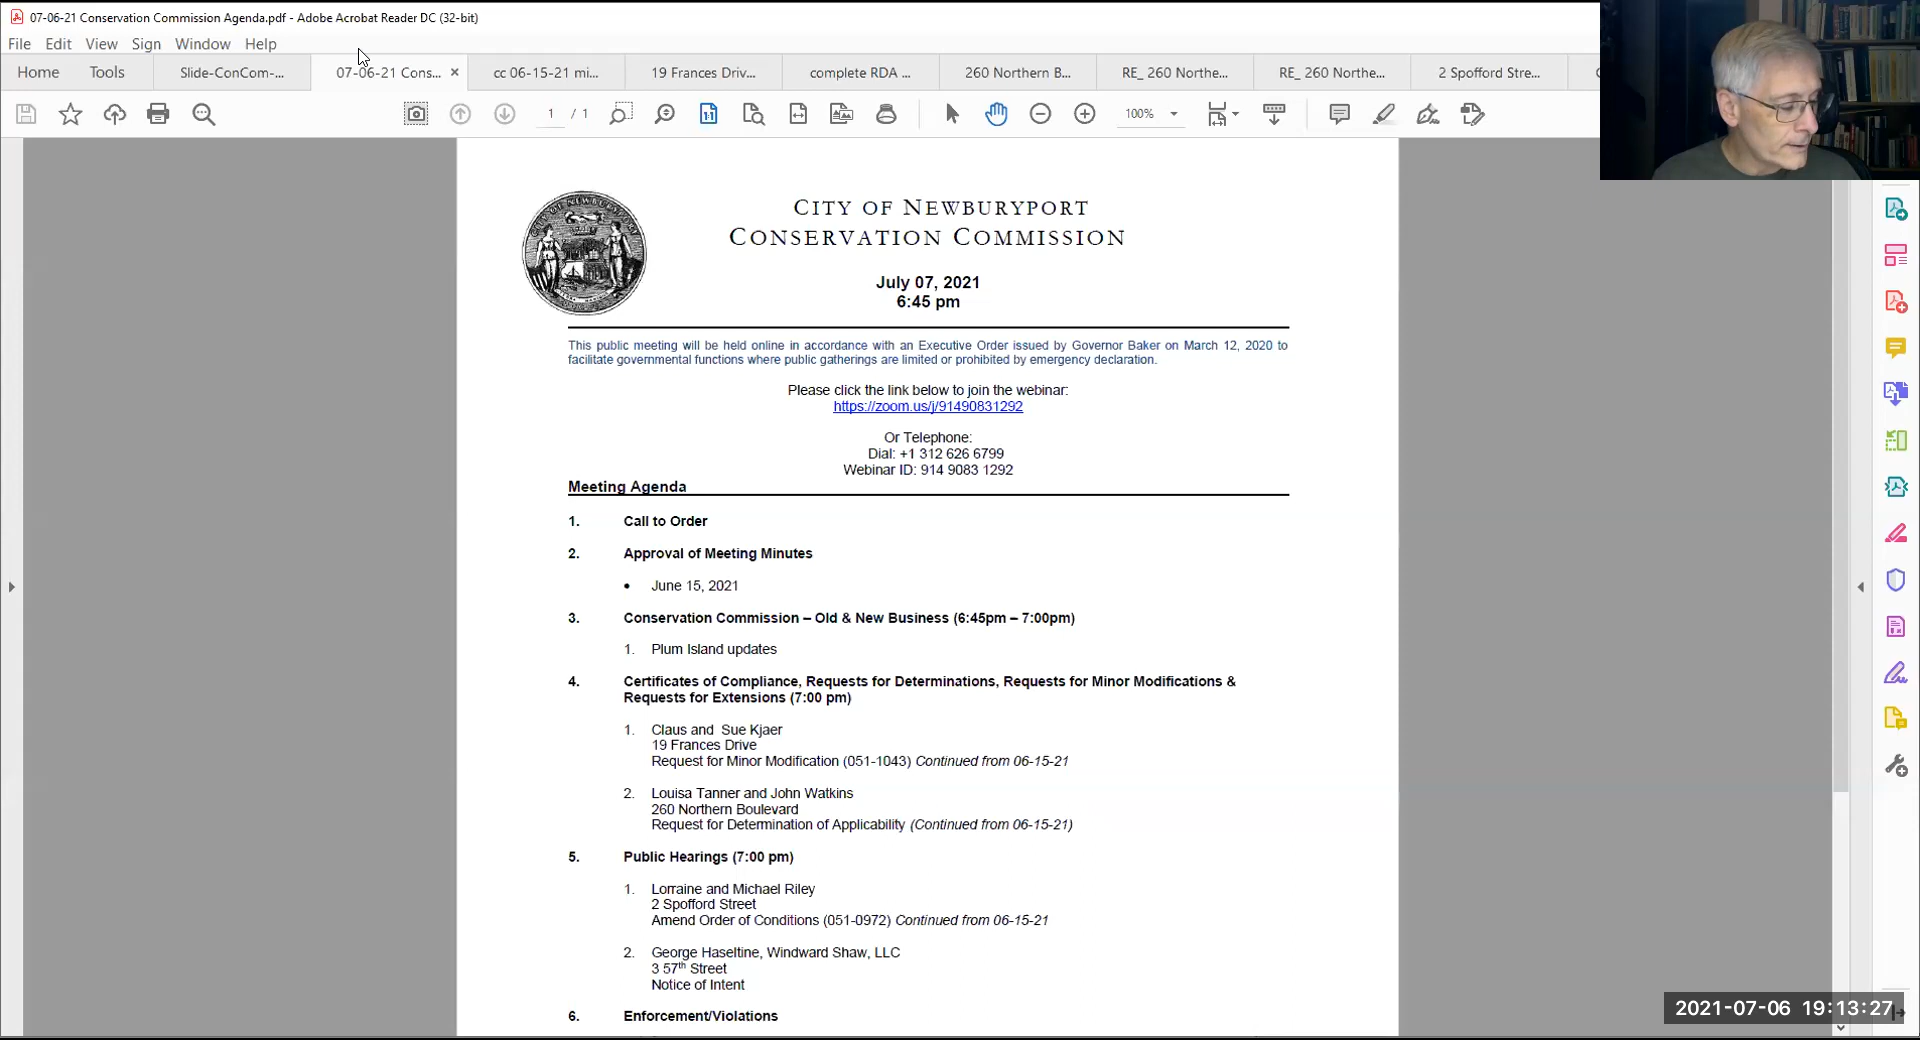 07-06-21 Conservation Commission Agenda.pdf - Adobe Acrobat Reader DC (32-bit)
File Edit View Sign Window Help
Home Tools Slide-ConCom-... 07-06-21 Cons... × cc 06-15-21 mi... 19 Frances Driv... complete RDA ... 260 Northern B... RE_ 260 Northe... RE_ 260 Northe... 2 Spofford Stre...
1 / 1 100%
CITY OF NEWBURYPORT
CONSERVATION COMMISSION
July 07, 2021
6:45 pm
This public meeting will be held online in accordance with an Executive Order issued by Governor Baker on March 12, 2020 to
facilitate governmental functions where public gatherings are limited or prohibited by emergency declaration.
Please click the link below to join the webinar:
https://zoom.us/j/91490831292
Or Telephone:
Dial: +1 312 626 6799
Webinar ID: 914 9083 1292
Meeting Agenda
1. Call to Order
2. Approval of Meeting Minutes
• June 15, 2021
3. Conservation Commission – Old & New Business (6:45pm – 7:00pm)
1. Plum Island updates
4. Certificates of Compliance, Requests for Determinations, Requests for Minor Modifications &
Requests for Extensions (7:00 pm)
1. Claus and Sue Kjaer
19 Frances Drive
Request for Minor Modification (051-1043) Continued from 06-15-21
2. Louisa Tanner and John Watkins
260 Northern Boulevard
Request for Determination of Applicability (Continued from 06-15-21)
5. Public Hearings (7:00 pm)
1. Lorraine and Michael Riley
2 Spofford Street
Amend Order of Conditions (051-0972) Continued from 06-15-21
2. George Haseltine, Windward Shaw, LLC
3 57th Street
Notice of Intent
6. Enforcement/Violations
2021-07-06 19:13:27